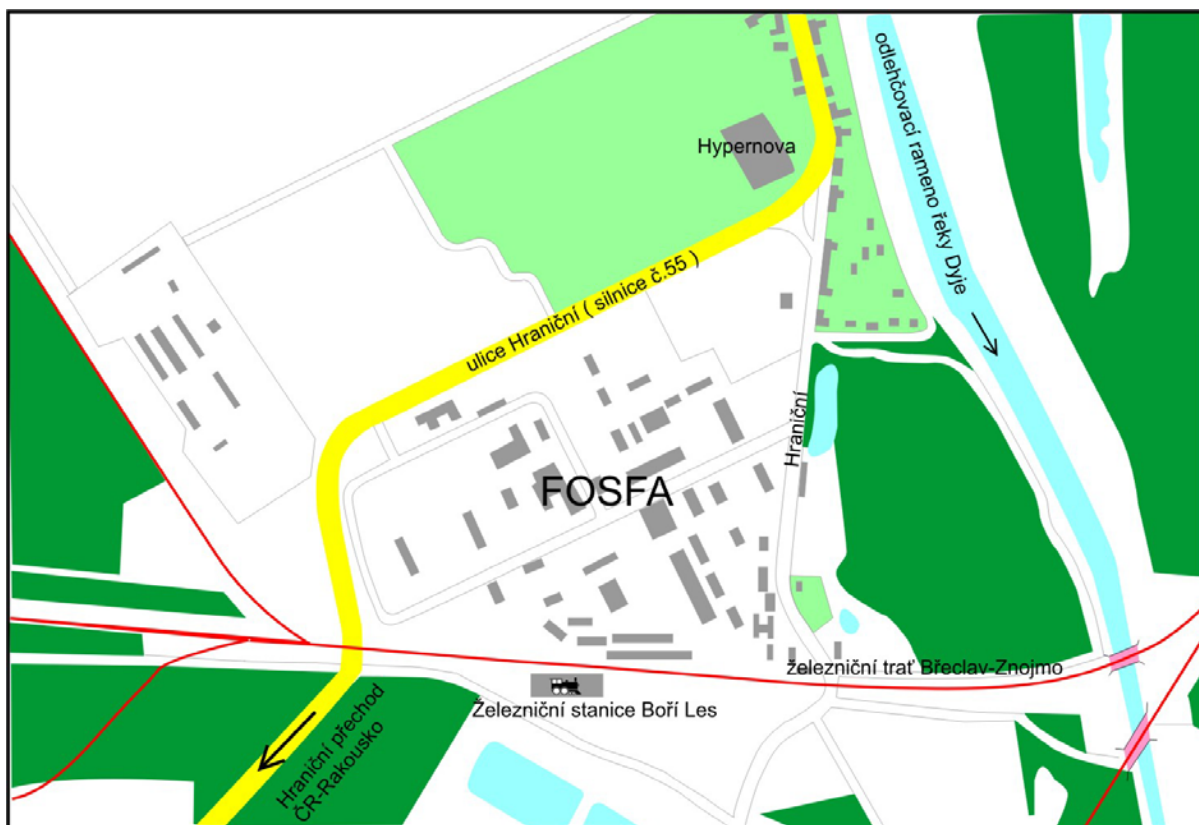 odlehčovací rameno řeky Dyje
Hypernova
ulice Hraniční ( silnice č.55 )
Hraniční
FOSFA
železniční trať Břeclav-Znojmo
Železniční stanice Boří Les
Hraniční přechod
ČR-Rakousko